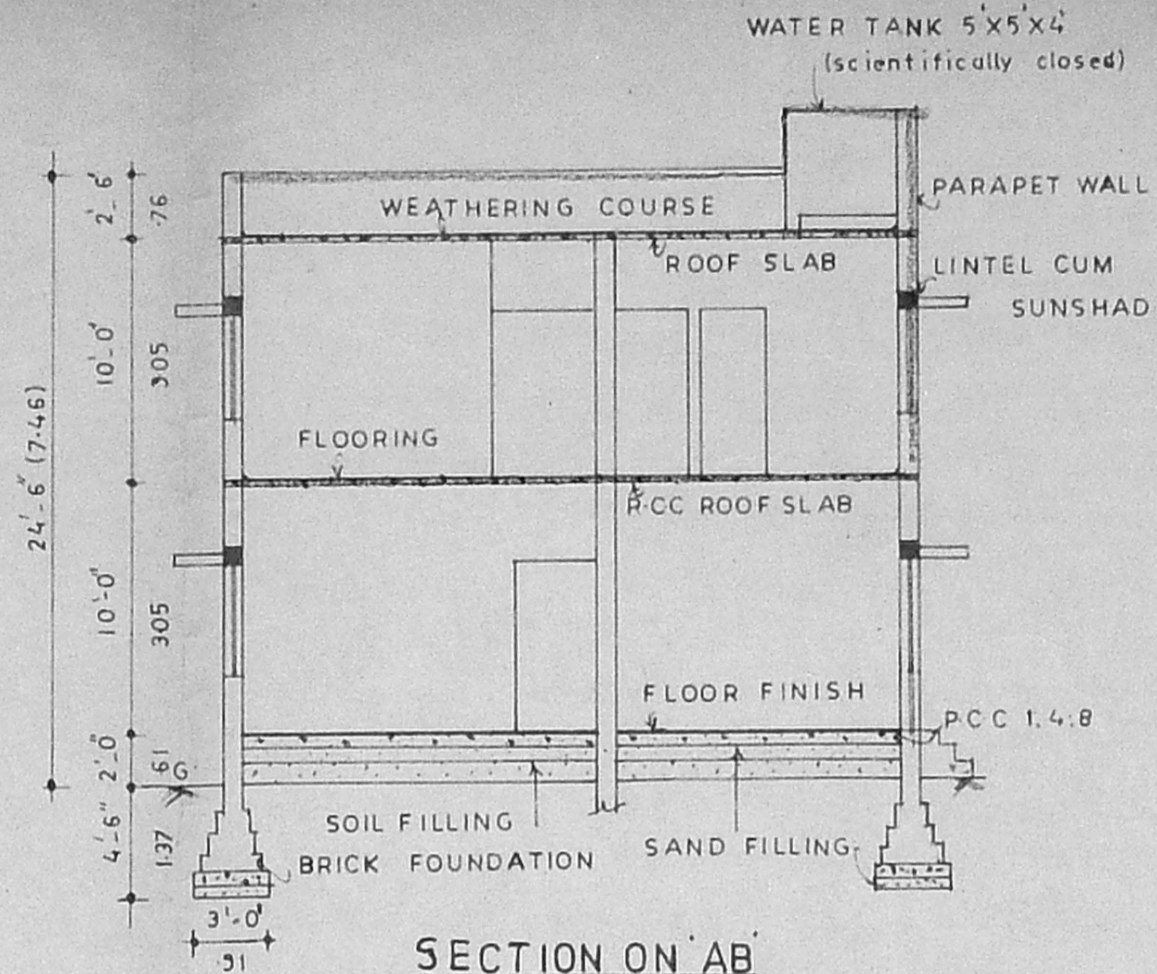 WATER TANK 5'X5'X4'
(scientifically closed)
PARAPET WALL
WEATHERING COURSE
ROOF SLAB
LINTEL CUM
SUNSHAD
FLOORING
R.CC ROOF SLAB
FLOOR FINISH
P.C C 1.4:8
SOIL FILLING
BRICK FOUNDATION
SAND FILLING
24'-6" (7.46)
2'-6'
.76
10'-0"
305
10'-0"
305
2'-0"
.61
G
4'-6"
1.37
3'-0"
.91
SECTION ON 'AB'